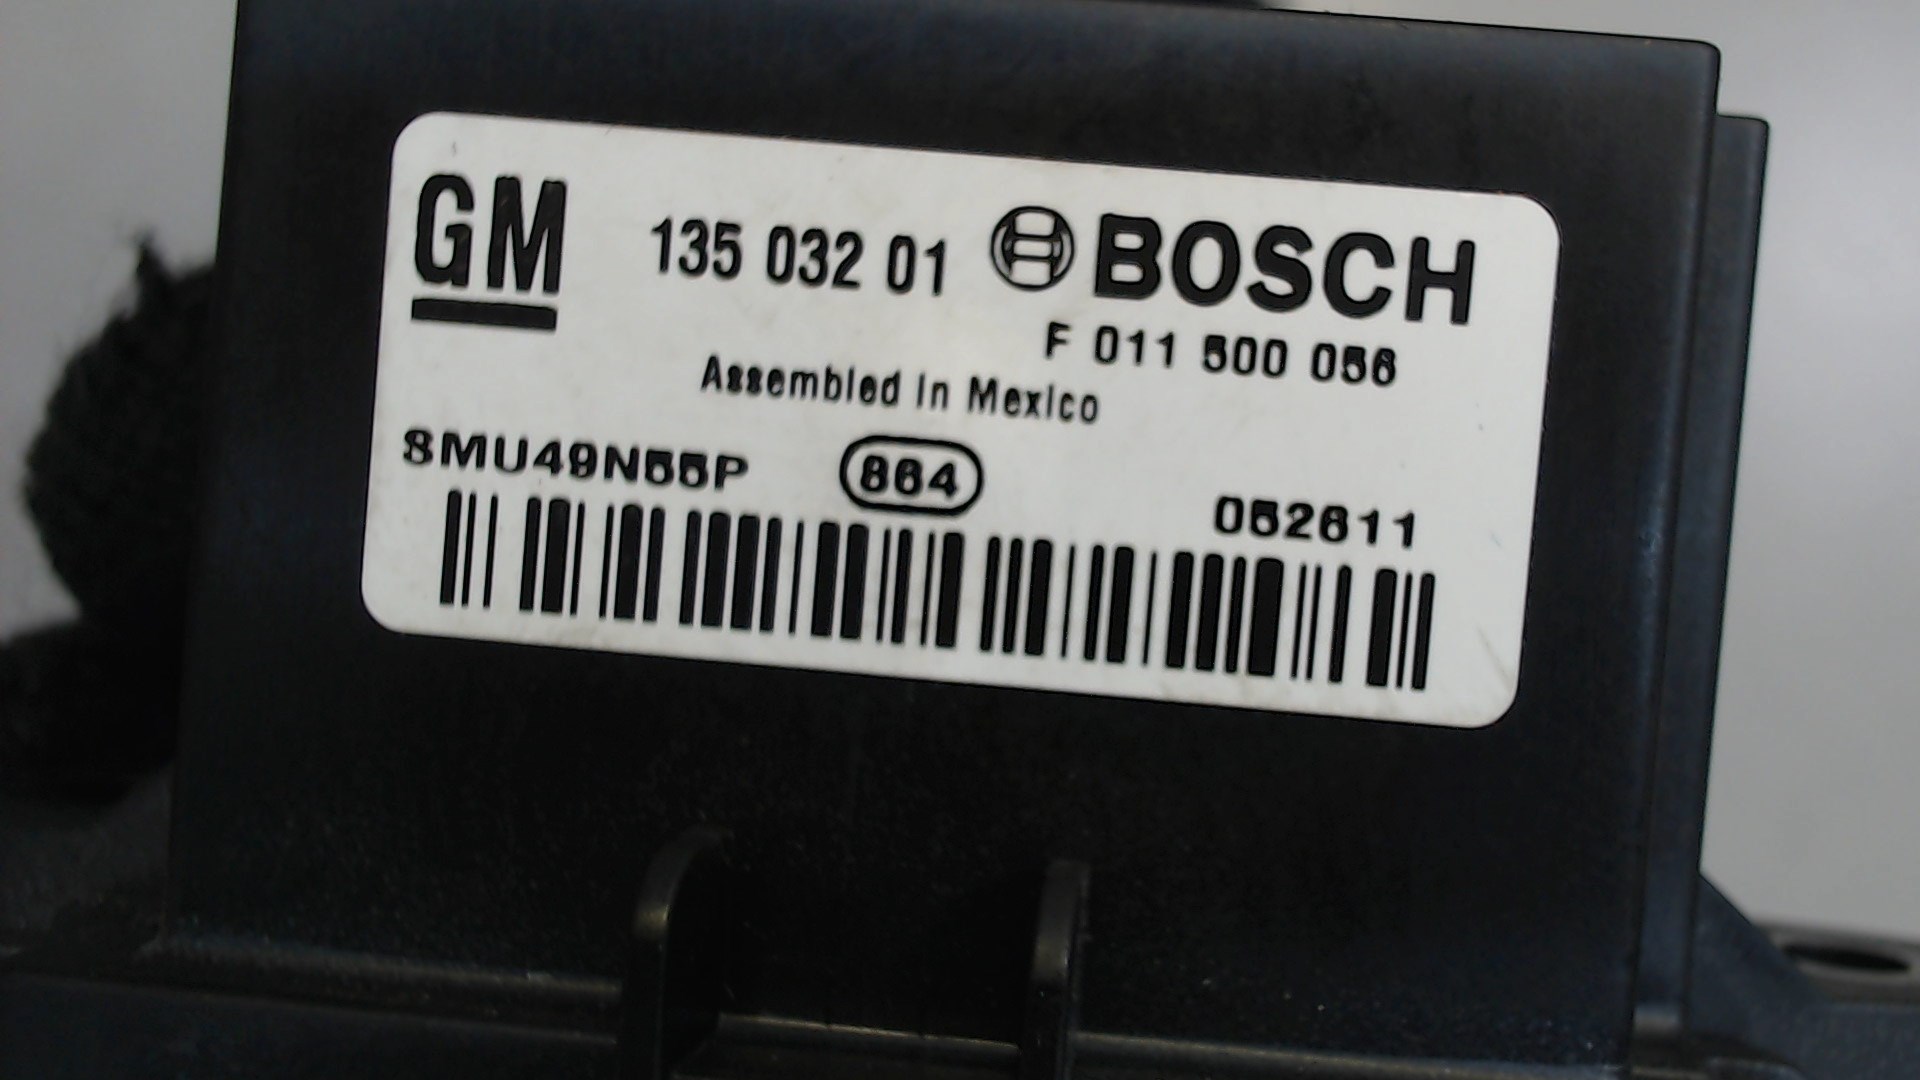 GM 135 032 01 BOSCH
F 011 500 056
Assembled in Mexico
8MU49N55P 864 052611